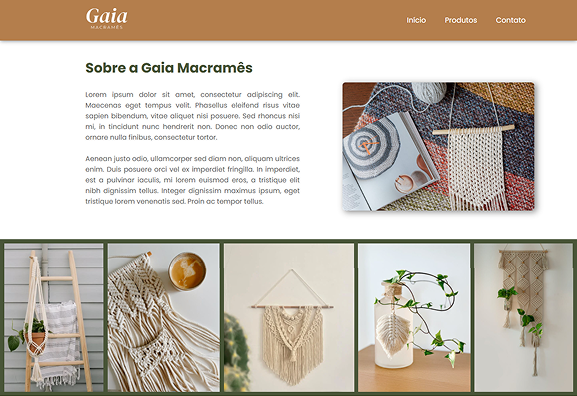 Gaia
MACRAMÊS
Início Produtos Contato
Sobre a Gaia Macramês
Lorem ipsum dolor sit amet, consectetur adipiscing elit.
Maecenas eget tempus velit. Phasellus eleifend risus vitae
sapien bibendum, vitae aliquet nisi posuere. Sed rhoncus nisi
mi, in tincidunt nunc hendrerit non. Donec non odio auctor,
ornare nulla finibus, consectetur tortor.
Aenean justo odio, ullamcorper sed diam non, aliquam ultrices
enim. Duis posuere orci vel ex imperdiet fringilla. In imperdiet,
est a pulvinar iaculis, mi lorem euismod eros, a tristique elit
nibh dignissim tellus. Integer dignissim maximus ipsum, eget
tristique lorem venenatis sed. Proin ac tempor tellus.